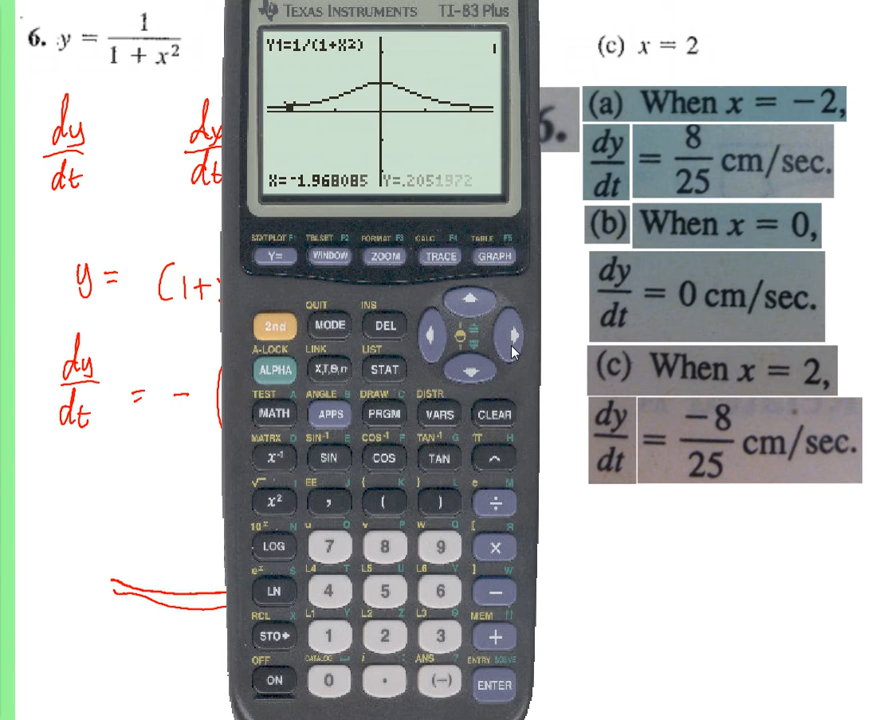 6. y = 1 / (1 + x²)
(c) x = 2
dy/dt
dy/dt
y = (1+
dy/dt = - (
TEXAS INSTRUMENTS TI-83 Plus
Y1=1/(1+X2)
1
X=-1.968085 Y=.2051972
STAT PLOT F1 TBLSET F2 FORMAT F3 CALC F4 TABLE F5
Y= WINDOW ZOOM TRACE GRAPH
QUIT INS
2nd MODE DEL
A-LOCK LINK LIST
ALPHA X,T,Θ,n STAT
TEST A ANGLE B DRAW C DISTR
MATH APPS PRGM VARS CLEAR
MATRX D SIN⁻¹ E COS⁻¹ F TAN⁻¹ G π H
x⁻¹ SIN COS TAN ^
√ I EE J { K } L e M
x² , ( ) ÷
10ˣ N u O v P w Q [ R
LOG 7 8 9 ×
eˣ S L4 T L5 U L6 V ] W
LN 4 5 6 −
RCL X L1 Y L2 Z L3 θ MEM "
STO➧ 1 2 3 +
OFF CATALOG i : ANS ? ENTRY SOLVE
ON 0 . (−) ENTER
6.
(a) When x = −2,
dy/dt = 8/25 cm/sec.
(b) When x = 0,
dy/dt = 0 cm/sec.
(c) When x = 2,
dy/dt = −8/25 cm/sec.